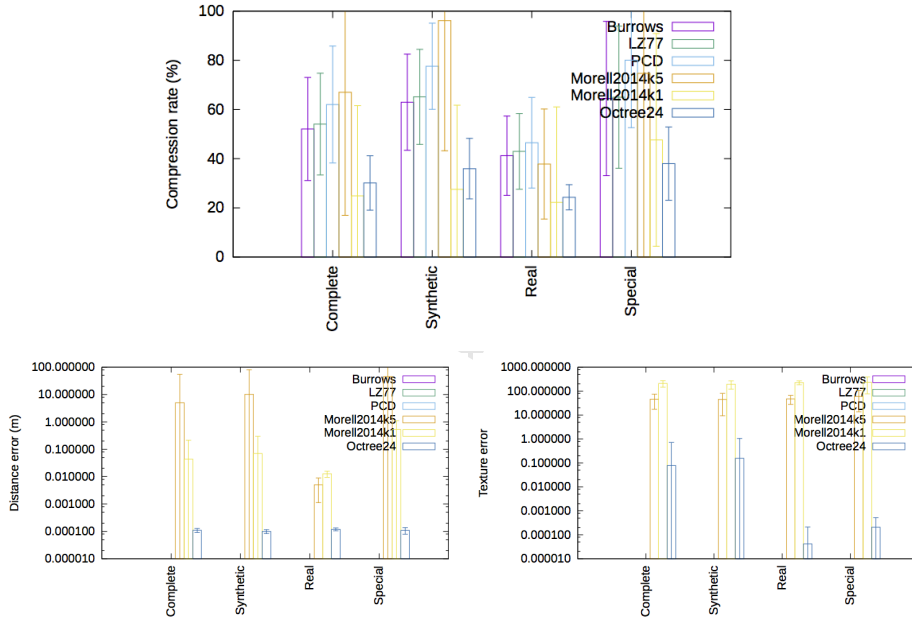 100
80
60
40
20
0
Compression rate (%)
Burrows
LZ77
PCD
Morell2014k5
Morell2014k1
Octree24
Complete
Synthetic
Real
Special
100.000000
10.000000
1.000000
0.100000
0.010000
0.001000
0.000100
0.000010
Distance error (m)
Burrows
LZ77
PCD
Morell2014k5
Morell2014k1
Octree24
Complete
Synthetic
Real
Special
1000.000000
100.000000
10.000000
1.000000
0.100000
0.010000
0.001000
0.000100
0.000010
Texture error
Burrows
LZ77
PCD
Morell2014k5
Morell2014k1
Octree24
Complete
Synthetic
Real
Special